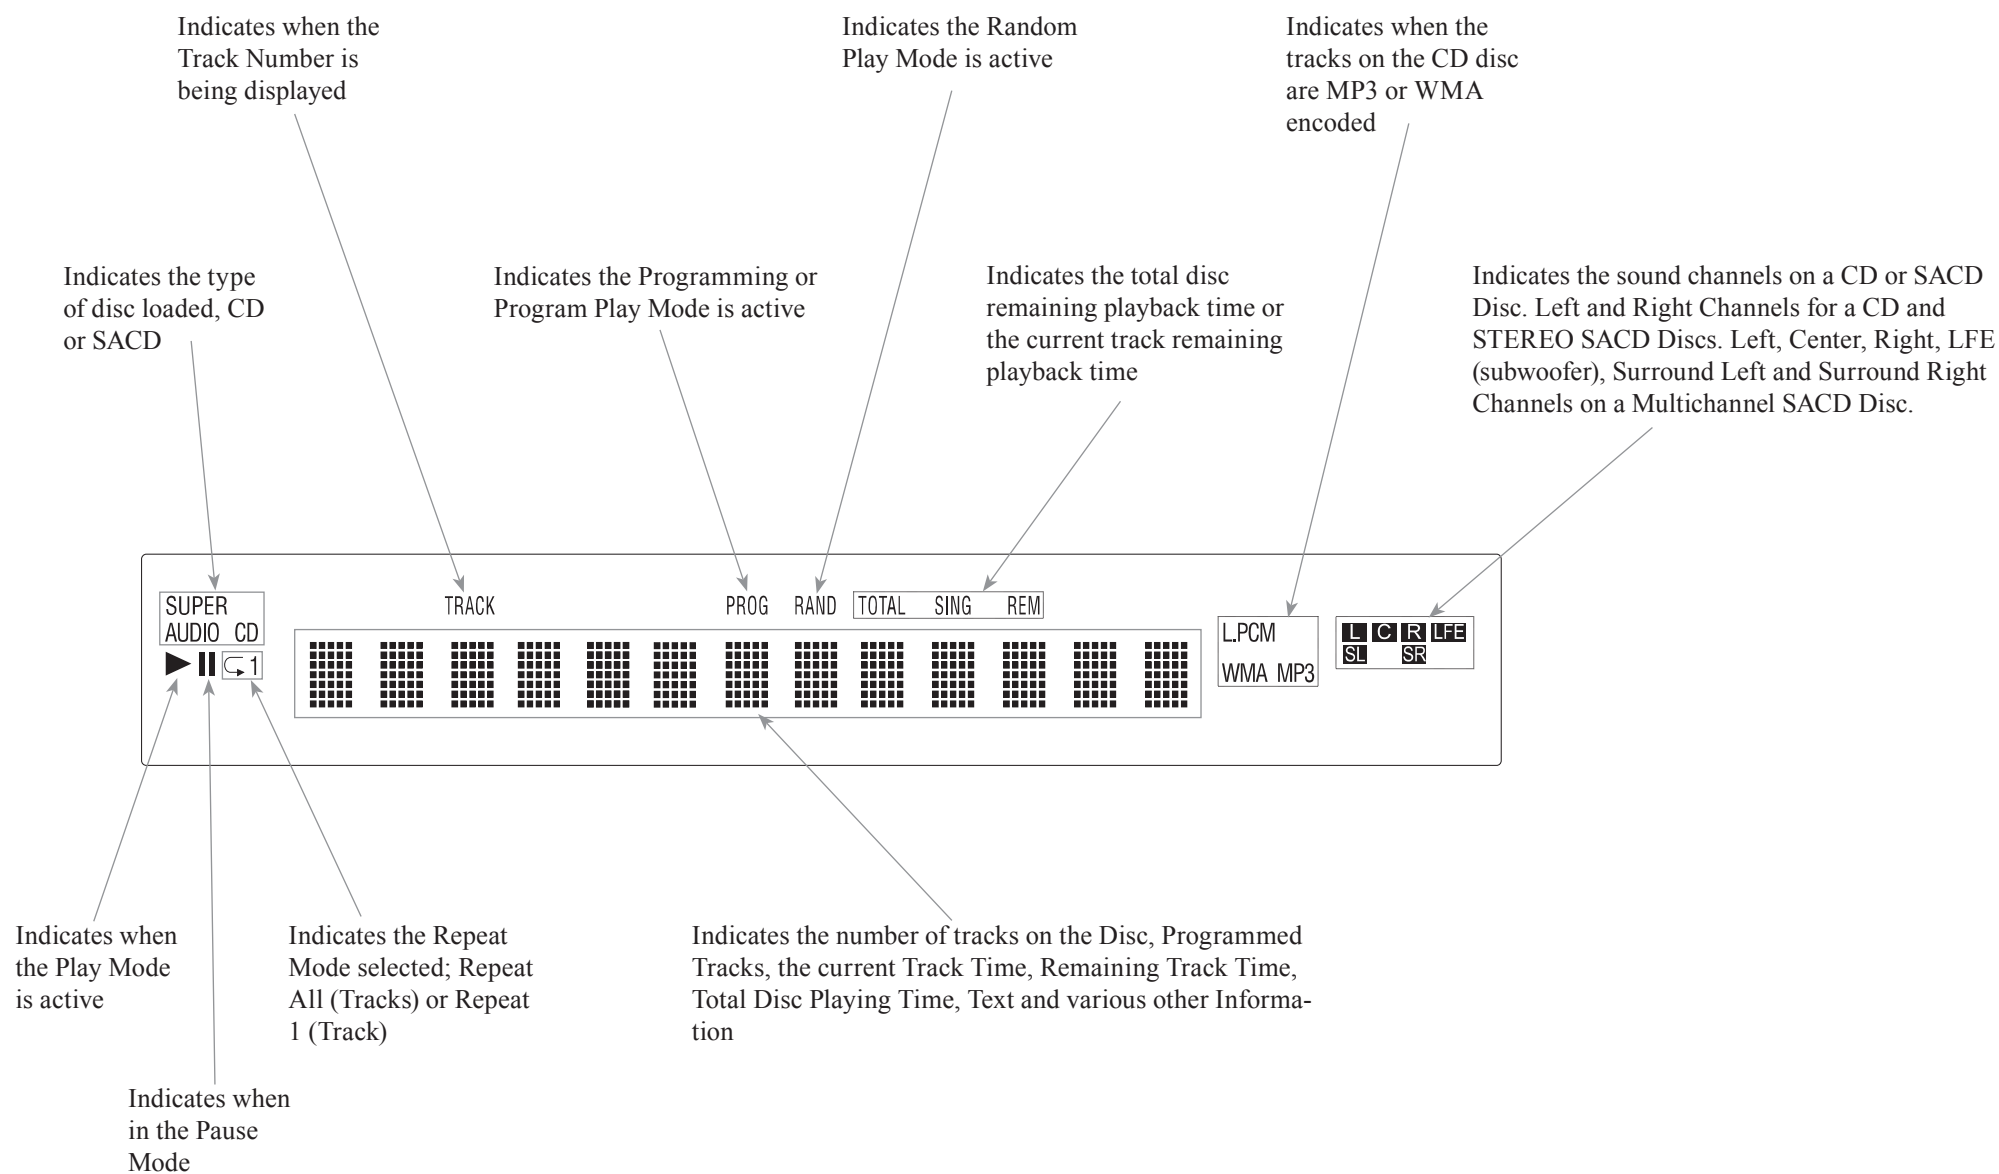 Indicates when the
Track Number is
being displayed
Indicates the Random
Play Mode is active
Indicates when the
tracks on the CD disc
are MP3 or WMA
encoded
Indicates the type
of disc loaded, CD
or SACD
Indicates the Programming or
Program Play Mode is active
Indicates the total disc
remaining playback time or
the current track remaining
playback time
Indicates the sound channels on a CD or SACD
Disc. Left and Right Channels for a CD and
STEREO SACD Discs. Left, Center, Right, LFE
(subwoofer), Surround Left and Surround Right
Channels on a Multichannel SACD Disc.
SUPER
AUDIO CD
1
TRACK
PROG RAND TOTAL SING REM
L.PCM
WMA MP3
L C R LFE
SL SR
Indicates when
the Play Mode
is active
Indicates the Repeat
Mode selected; Repeat
All (Tracks) or Repeat
1 (Track)
Indicates the number of tracks on the Disc, Programmed
Tracks, the current Track Time, Remaining Track Time,
Total Disc Playing Time, Text and various other Informa-
tion
Indicates when
in the Pause
Mode